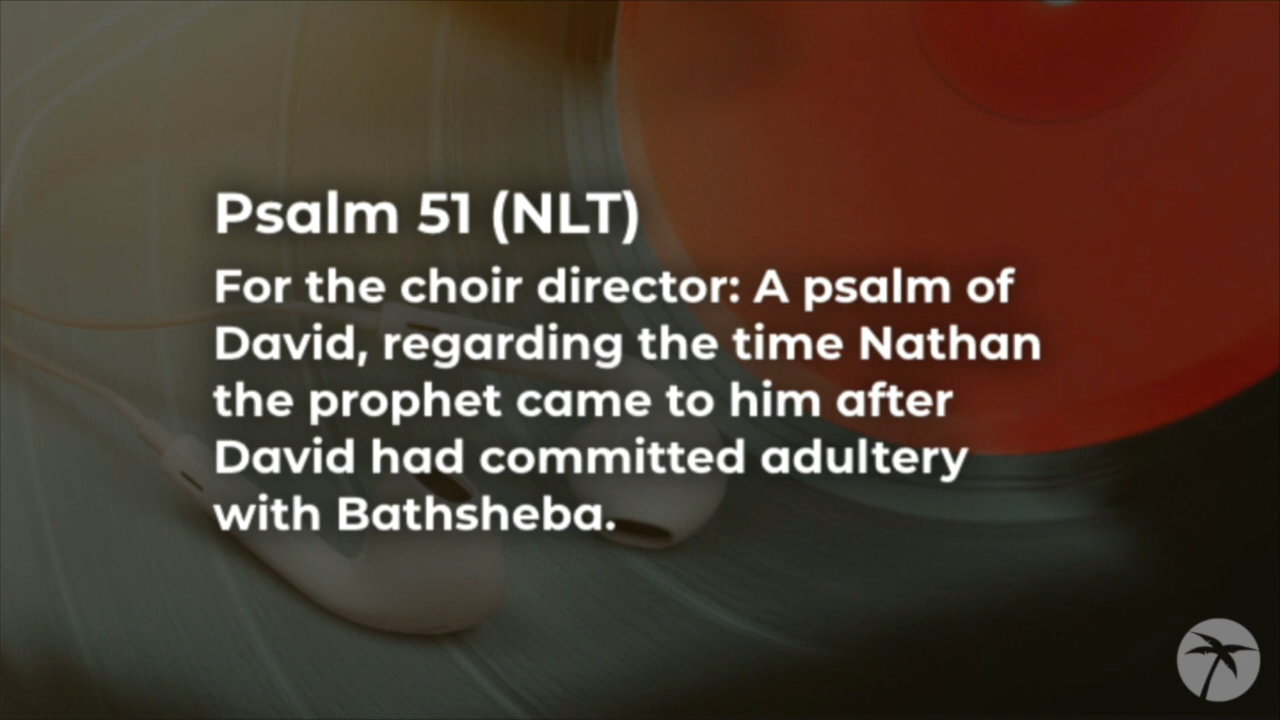 Psalm 51 (NLT)
For the choir director: A psalm of
David, regarding the time Nathan
the prophet came to him after
David had committed adultery
with Bathsheba.